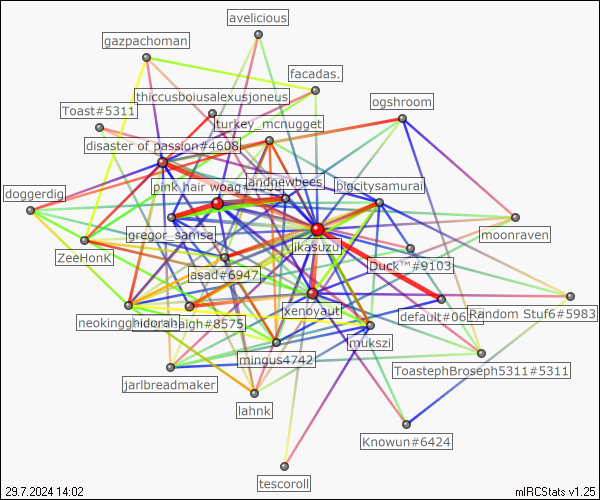 avelicious
gazpachoman
facadas.
thiccusboiusalexusjoneus
ogshroom
Toast#5311
turkey_mcnugget
disaster of passion#4608
pink hair woag#
andnewbees
bigcitysamurai
doggerdig
gregor_samsa
jikasuzu
moonraven
ZeeHonK
asad#6947
Duck™#9103
xenoyaut
default#06
Random Stuf6#5983
neokingghidorah
haigh#8575
mukszi
mingus4742
ToastephBroseph5311#5311
jarlbreadmaker
lahnk
Knowun#6424
tescoroll
29.7.2024 14:02
mIRCStats v1.25